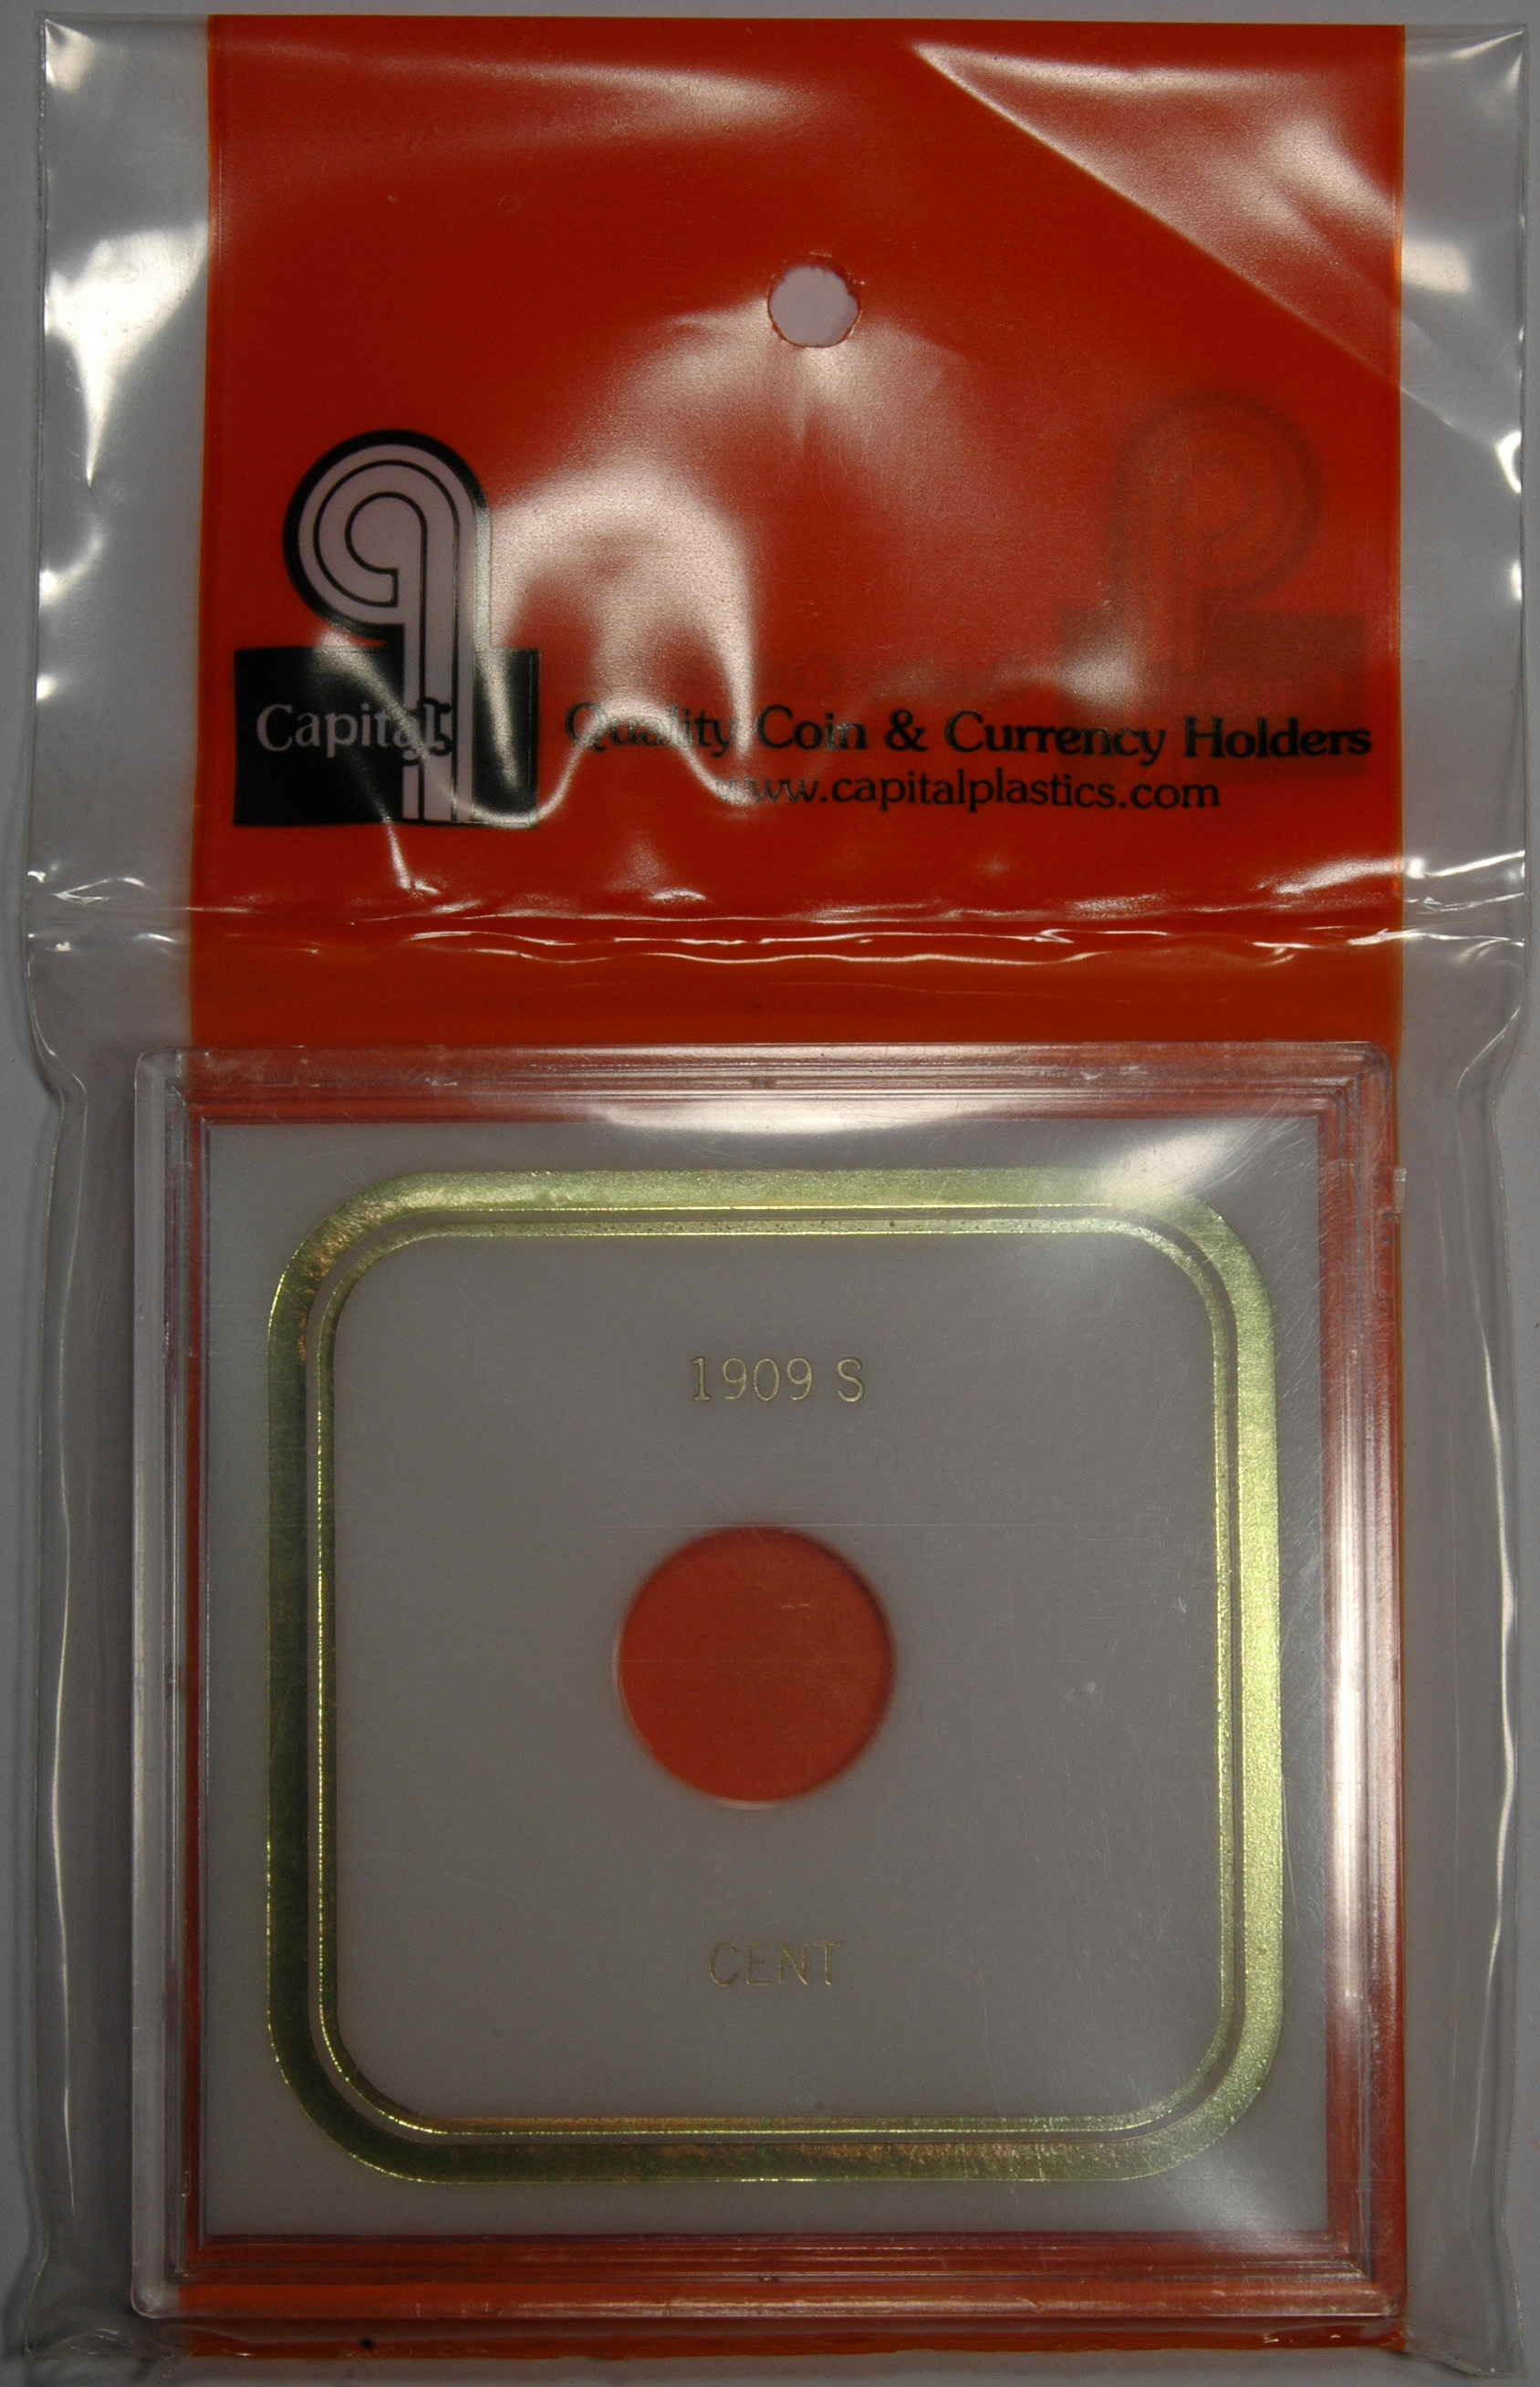 Capital
Quality Coin & Currency Holders
www.capitalplastics.com
1909 S
CENT